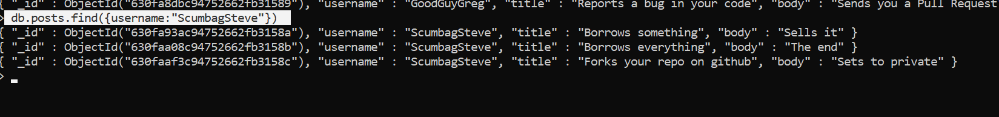 { "_id" : ObjectId("630fa8dbc94752662fb31589"), "username" : "GoodGuyGreg", "title" : "Reports a bug in your code", "body" : "Sends you a Pull Request
> db.posts.find({username:"ScumbagSteve"})
{ "_id" : ObjectId("630fa93ac94752662fb3158a"), "username" : "ScumbagSteve", "title" : "Borrows something", "body" : "Sells it" }
{ "_id" : ObjectId("630faa08c94752662fb3158b"), "username" : "ScumbagSteve", "title" : "Borrows everything", "body" : "The end" }
{ "_id" : ObjectId("630faaf3c94752662fb3158c"), "username" : "ScumbagSteve", "title" : "Forks your repo on github", "body" : "Sets to private" }
>